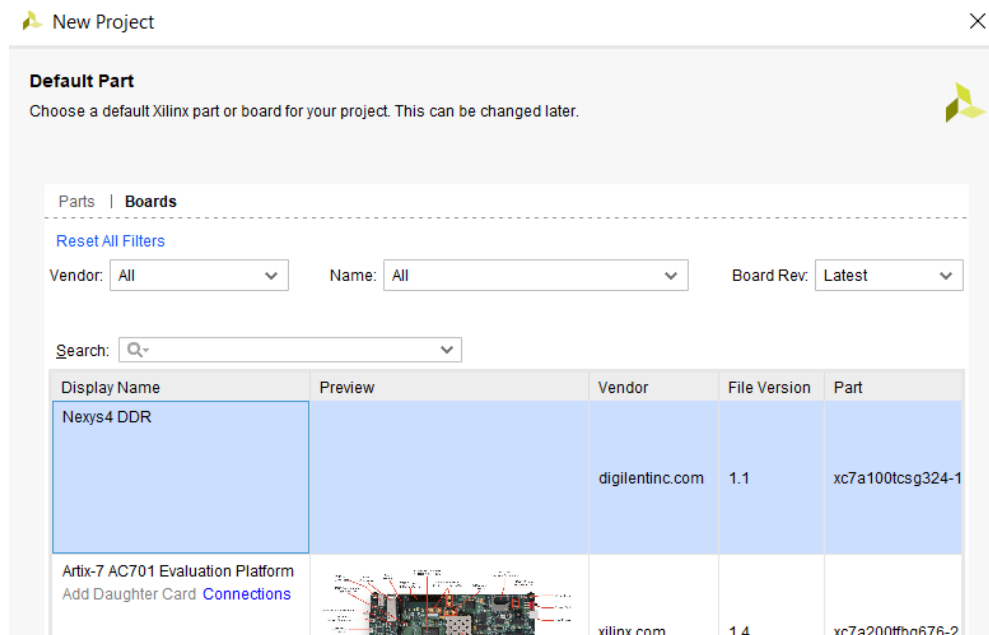 New Project
Default Part
Choose a default Xilinx part or board for your project. This can be changed later.
Parts | Boards
Reset All Filters
Vendor: All Name: All Board Rev: Latest
Search:
Display Name Preview Vendor File Version Part
Nexys4 DDR
digilentinc.com 1.1 xc7a100tcsg324-1
Artix-7 AC701 Evaluation Platform
Add Daughter Card Connections
xilinx.com 1.4 xc7a200tfbg676-2